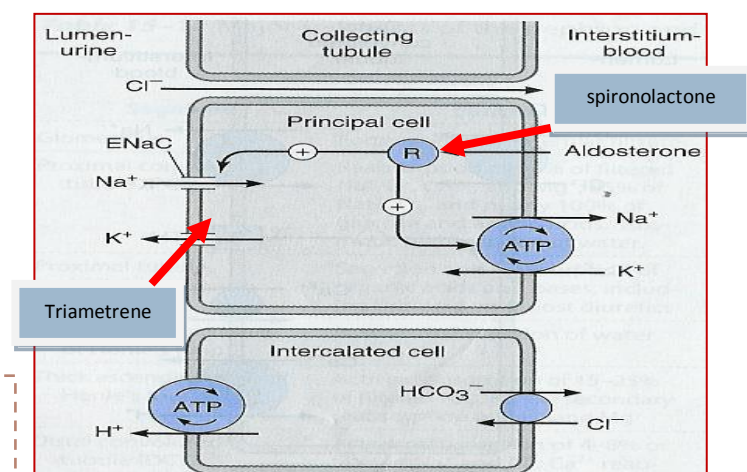 Lumen-
urine
Collecting
tubule
Interstitium-
blood
Cl⁻
spironolactone
Principal cell
ENaC
+
R
Aldosterone
Na⁺
+
Na⁺
K⁺
ATP
K⁺
Triametrene
Intercalated cell
ATP
HCO₃⁻
H⁺
Cl⁻